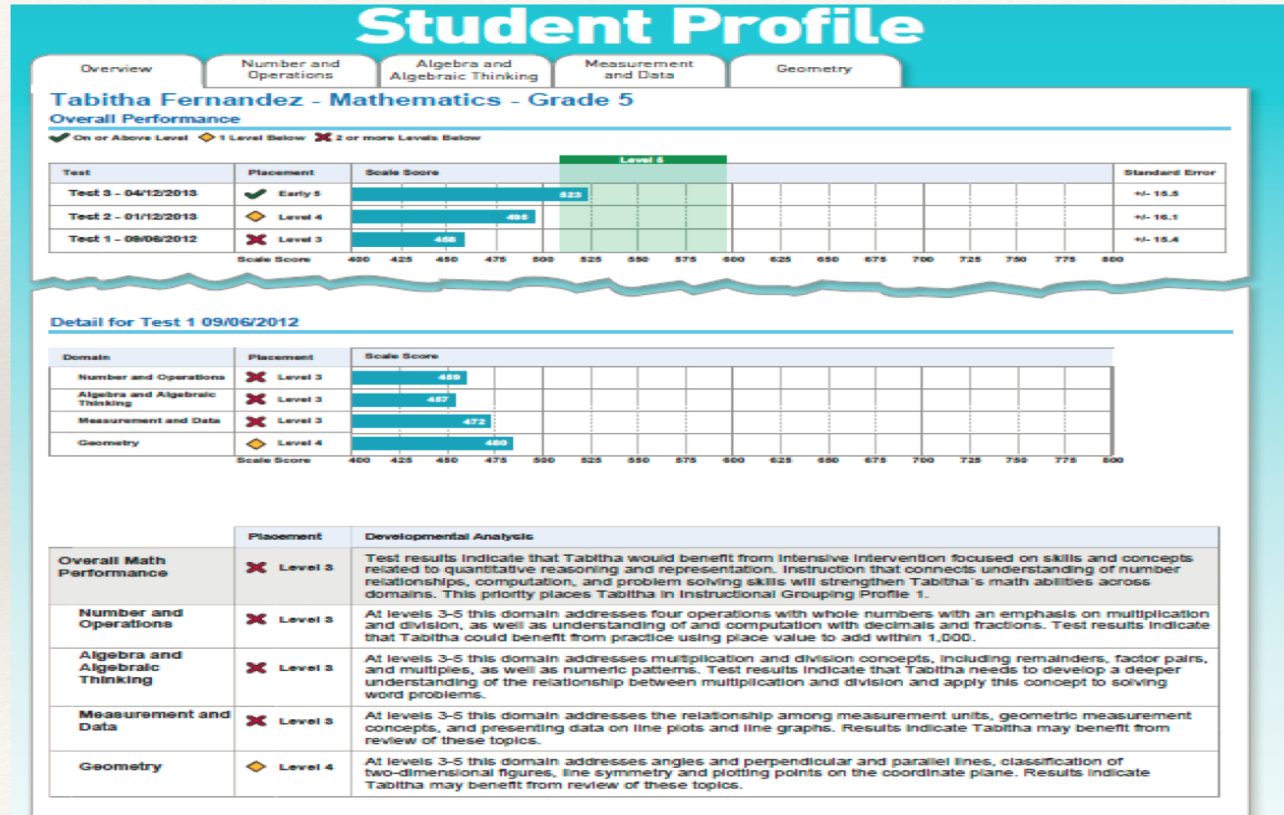 Student Profile
Overview
Number and
Operations
Algebra and
Algebraic Thinking
Measurement
and Data
Geometry
Tabitha Fernandez - Mathematics - Grade 5
Overall Performance
On or Above Level 1 Level Below 2 or more Levels Below
Level 5
Test Placement Scale Score Standard Error
Test 3 - 04/12/2013 Early 5 523 +/- 15.5
Test 2 - 01/12/2013 Level 4 495 +/- 16.1
Test 1 - 09/06/2012 Level 3 +/- 15.4
Scale Score 400 425 450 475 500 525 550 575 600 625 650 675 700 725 750 775 800
Detail for Test 1 09/06/2012
Domain Placement Scale Score
Number and Operations Level 3 459
Algebra and Algebraic
Thinking Level 3 457
Measurement and Data Level 3 472
Geometry Level 4 480
Scale Score 400 425 450 475 500 525 550 575 600 625 650 675 700 725 750 775 800
Placement Developmental Analysis
Overall Math
Performance
Level 3
Test results indicate that Tabitha would benefit from intensive intervention focused on skills and concepts
related to quantitative reasoning and representation. Instruction that connects understanding of number
relationships, computation, and problem solving skills will strengthen Tabitha's math abilities across
domains. This priority places Tabitha in Instructional Grouping Profile 1.
Number and
Operations
Level 3
At levels 3-5 this domain addresses four operations with whole numbers with an emphasis on multiplication
and division, as well as understanding of and computation with decimals and fractions. Test results indicate
that Tabitha could benefit from practice using place value to add within 1,000.
Algebra and
Algebraic
Thinking
Level 3
At levels 3-5 this domain addresses multiplication and division concepts, including remainders, factor pairs,
and multiples, as well as numeric patterns. Test results indicate that Tabitha needs to develop a deeper
understanding of the relationship between multiplication and division and apply this concept to solving
word problems.
Measurement and
Data
Level 3
At levels 3-5 this domain addresses the relationship among measurement units, geometric measurement
concepts, and presenting data on line plots and line graphs. Results indicate Tabitha may benefit from
review of these topics.
Geometry
Level 4
At levels 3-5 this domain addresses angles and perpendicular and parallel lines, classification of
two-dimensional figures, line symmetry and plotting points on the coordinate plane. Results indicate
Tabitha may benefit from review of these topics.